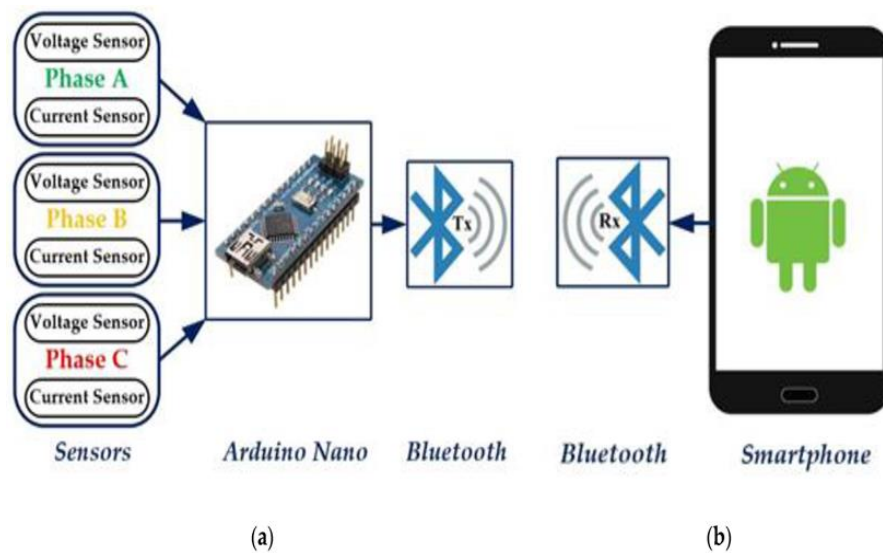 Voltage Sensor
Phase A
Current Sensor
Voltage Sensor
Phase B
Current Sensor
Voltage Sensor
Phase C
Current Sensor
Tx
Rx
Sensors
Arduino Nano
Bluetooth
Bluetooth
Smartphone
(a)
(b)